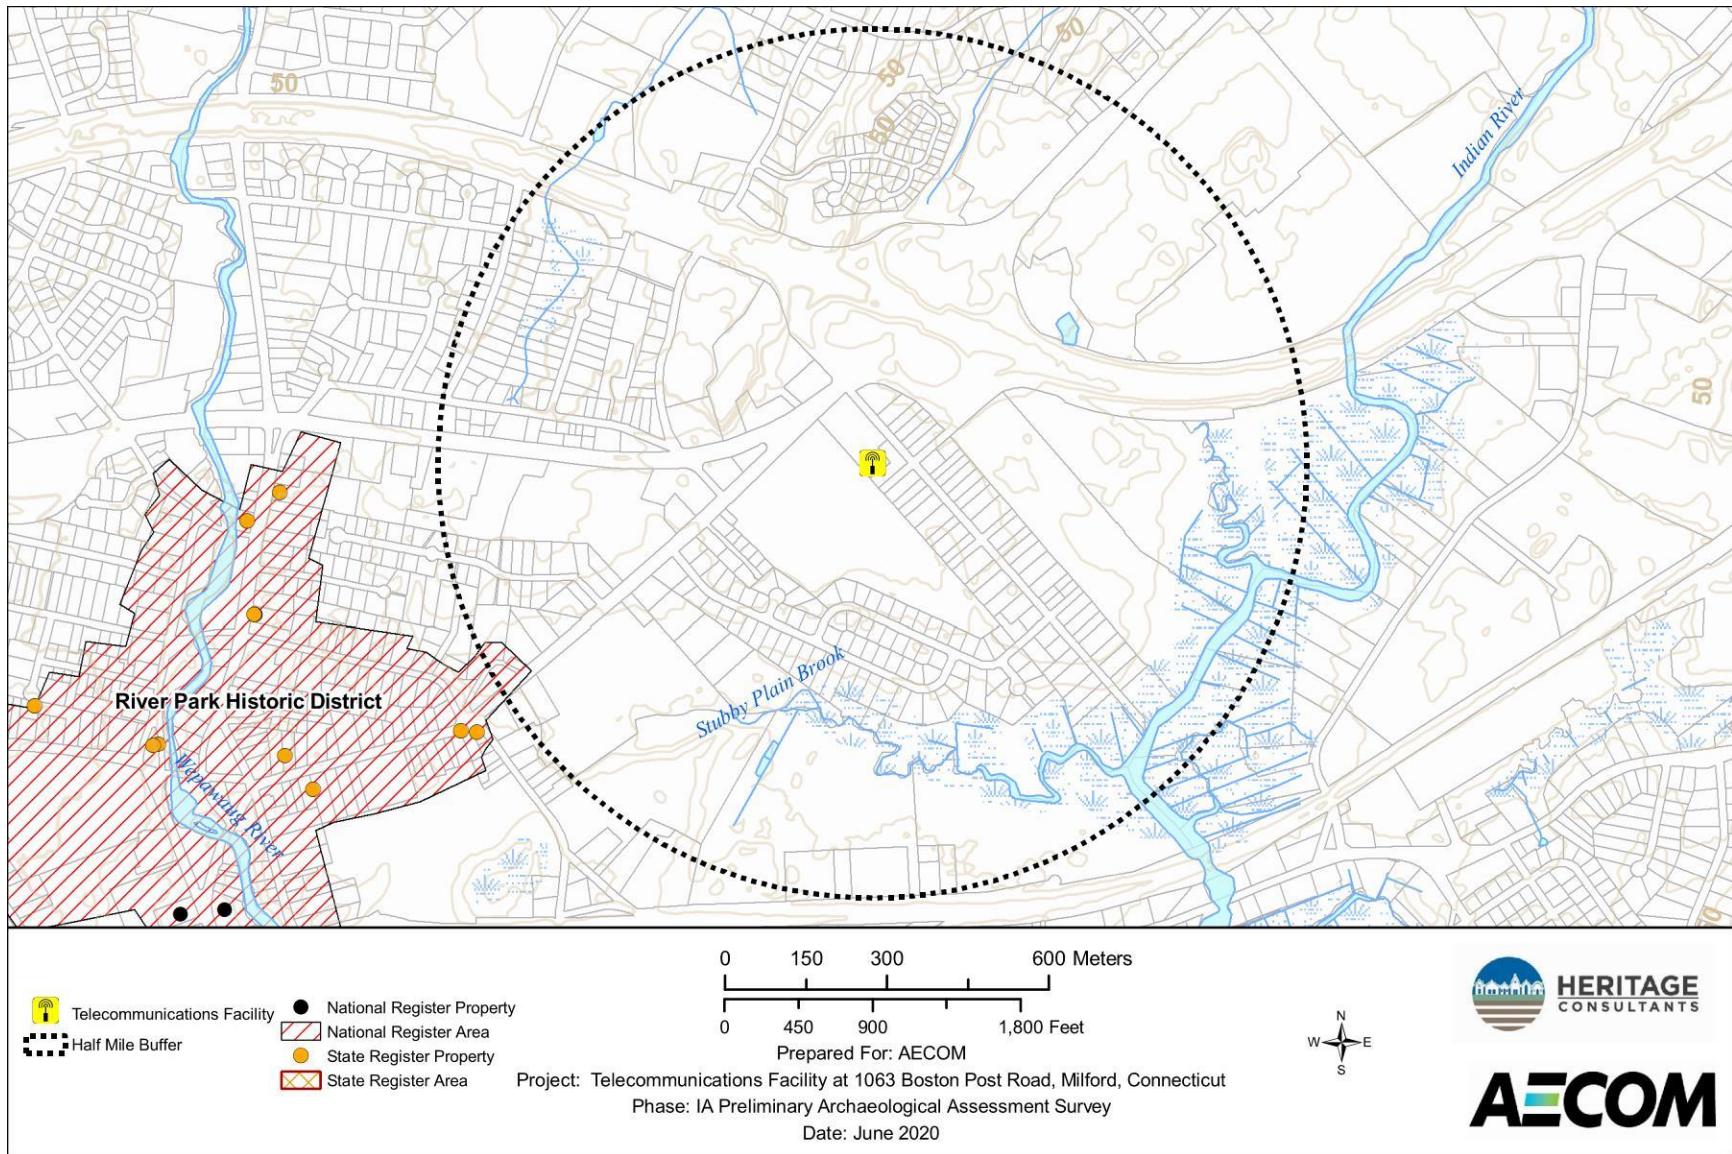 50
50
50
50
Indian River
50
River Park Historic District
Stubby Plain Brook
Wepawaug River
50
0 150 300 600 Meters
0 450 900 1,800 Feet
Telecommunications Facility
Half Mile Buffer
National Register Property
National Register Area
State Register Property
State Register Area
Prepared For: AECOM
Project: Telecommunications Facility at 1063 Boston Post Road, Milford, Connecticut
Phase: IA Preliminary Archaeological Assessment Survey
Date: June 2020
N
W E
S
HERITAGE
CONSULTANTS
AECOM